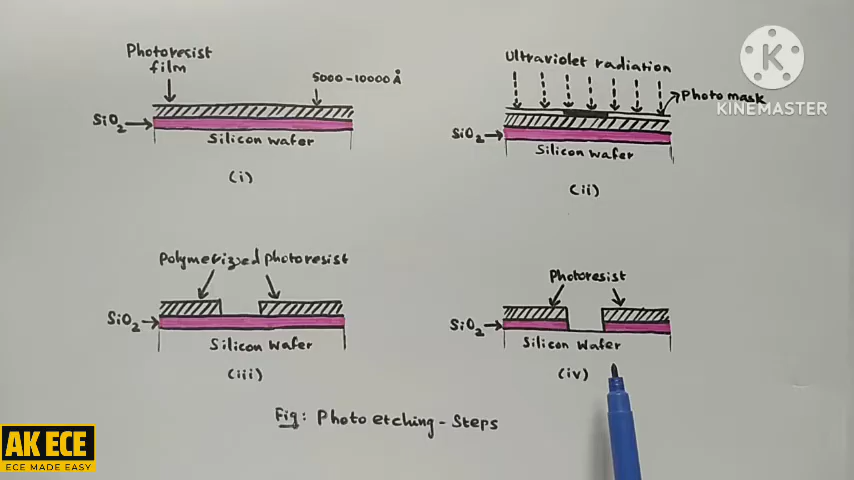 Photoresist
film
5000-10000 Å
SiO2
Silicon wafer
(i)
Ultraviolet radiation
Photo mask
SiO2
Silicon wafer
(ii)
KINEMASTER
Polymerized photoresist
SiO2
Silicon wafer
(iii)
Photoresist
SiO2
Silicon wafer
(iv)
Fig: Photo etching - Steps
AK ECE
ECE MADE EASY